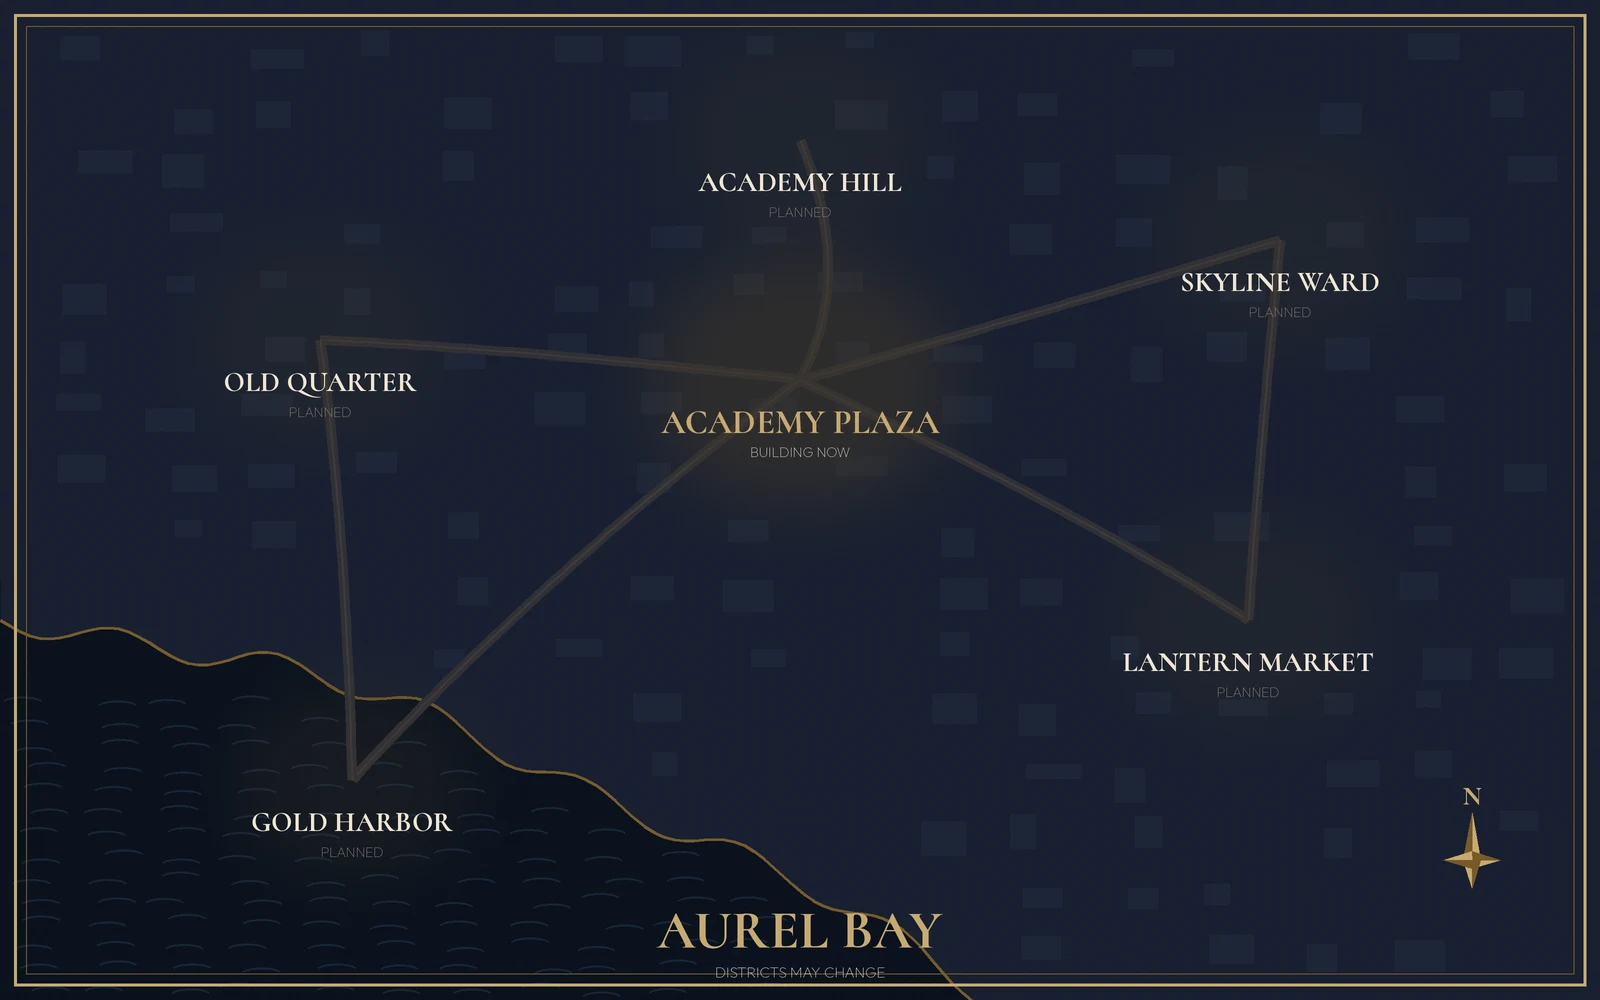 ACADEMY HILL
PLANNED
SKYLINE WARD
PLANNED
OLD QUARTER
PLANNED
ACADEMY PLAZA
BUILDING NOW
LANTERN MARKET
PLANNED
N
GOLD HARBOR
PLANNED
AUREL BAY
DISTRICTS MAY CHANGE